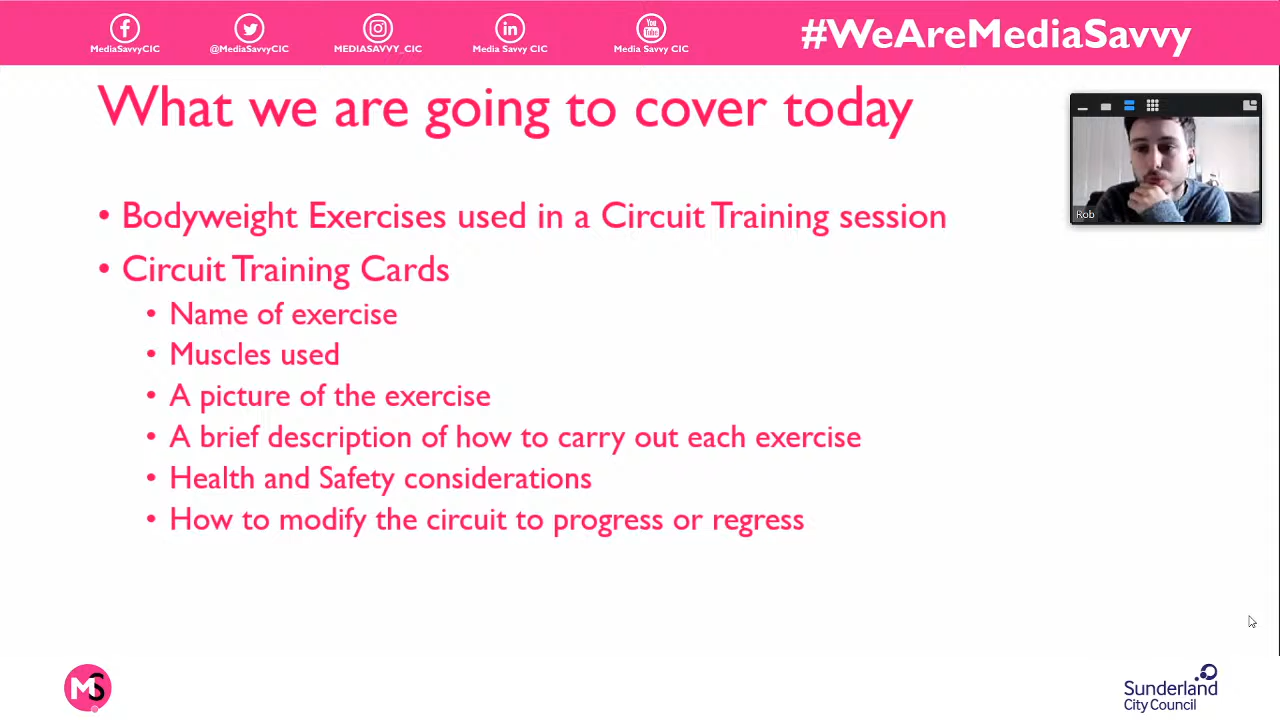 MediaSavvyCIC
@MediaSavvyCIC
MEDIASAVVY_CIC
Media Savvy CIC
Media Savvy CIC
#WeAreMediaSavvy
What we are going to cover today
Rob
• Bodyweight Exercises used in a Circuit Training session
• Circuit Training Cards
• Name of exercise
• Muscles used
• A picture of the exercise
• A brief description of how to carry out each exercise
• Health and Safety considerations
• How to modify the circuit to progress or regress
MS
Sunderland
City Council